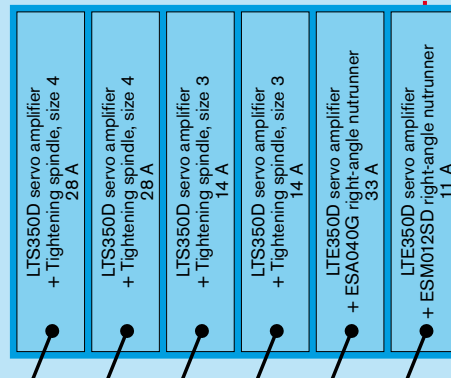 LTS350D servo amplifier
+ Tightening spindle, size 4
28 A
LTS350D servo amplifier
+ Tightening spindle, size 4
28 A
LTS350D servo amplifier
+ Tightening spindle, size 3
14 A
LTS350D servo amplifier
+ Tightening spindle, size 3
14 A
LTE350D servo amplifier
+ ESA040G right-angle nutrunner
33 A
LTE350D servo amplifier
+ ESM012SD right-angle nutrunner
11 A